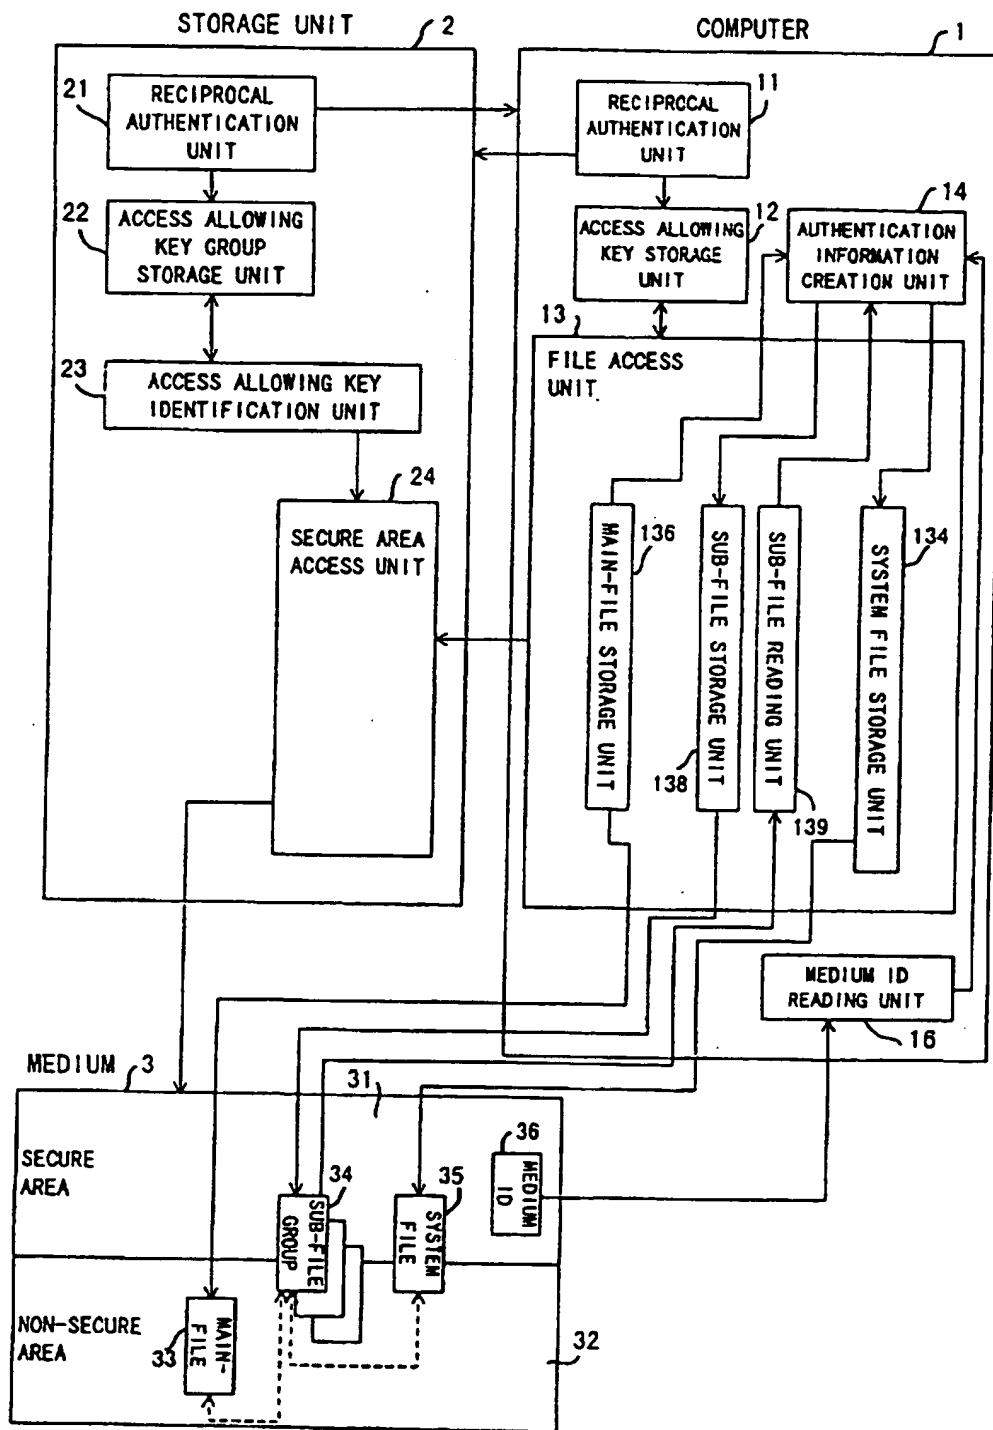 STORAGE UNIT
2
COMPUTER
1
21
RECIPROCAL
AUTHENTICATION
UNIT
11
RECIPROCAL
AUTHENTICATION
UNIT
22
ACCESS ALLOWING
KEY GROUP
STORAGE UNIT
12
ACCESS ALLOWING
KEY STORAGE
UNIT
14
AUTHENTICATION
INFORMATION
CREATION UNIT
23
ACCESS ALLOWING KEY
IDENTIFICATION UNIT
13
FILE ACCESS
UNIT
24
SECURE AREA
ACCESS UNIT
MAIN-FILE STORAGE UNIT
136
SUB-FILE STORAGE UNIT
138
SUB-FILE READING UNIT
139
SYSTEM FILE STORAGE UNIT
134
MEDIUM ID
READING UNIT
16
MEDIUM
3
31
SECURE
AREA
34
SUB-FILE
GROUP
35
SYSTEM
FILE
36
MEDIUM
ID
NON-SECURE
AREA
33
MAIN-
FILE
32